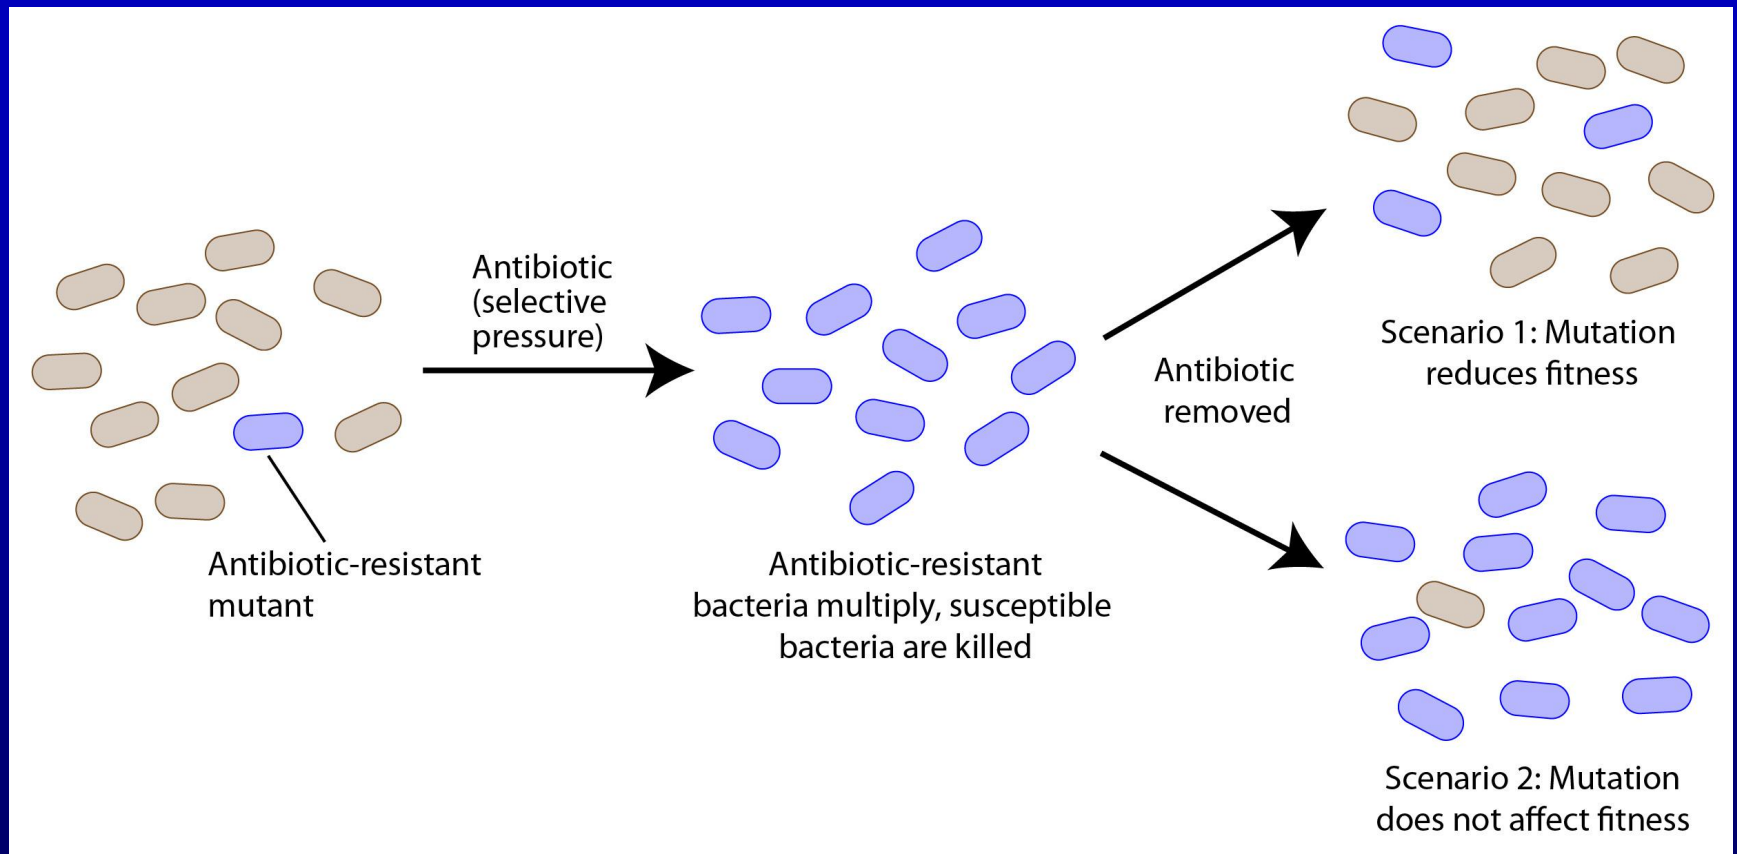 Antibiotic
(selective
pressure)
Antibiotic-resistant
mutant
Antibiotic-resistant
bacteria multiply, susceptible
bacteria are killed
Antibiotic
removed
Scenario 1: Mutation
reduces fitness
Scenario 2: Mutation
does not affect fitness